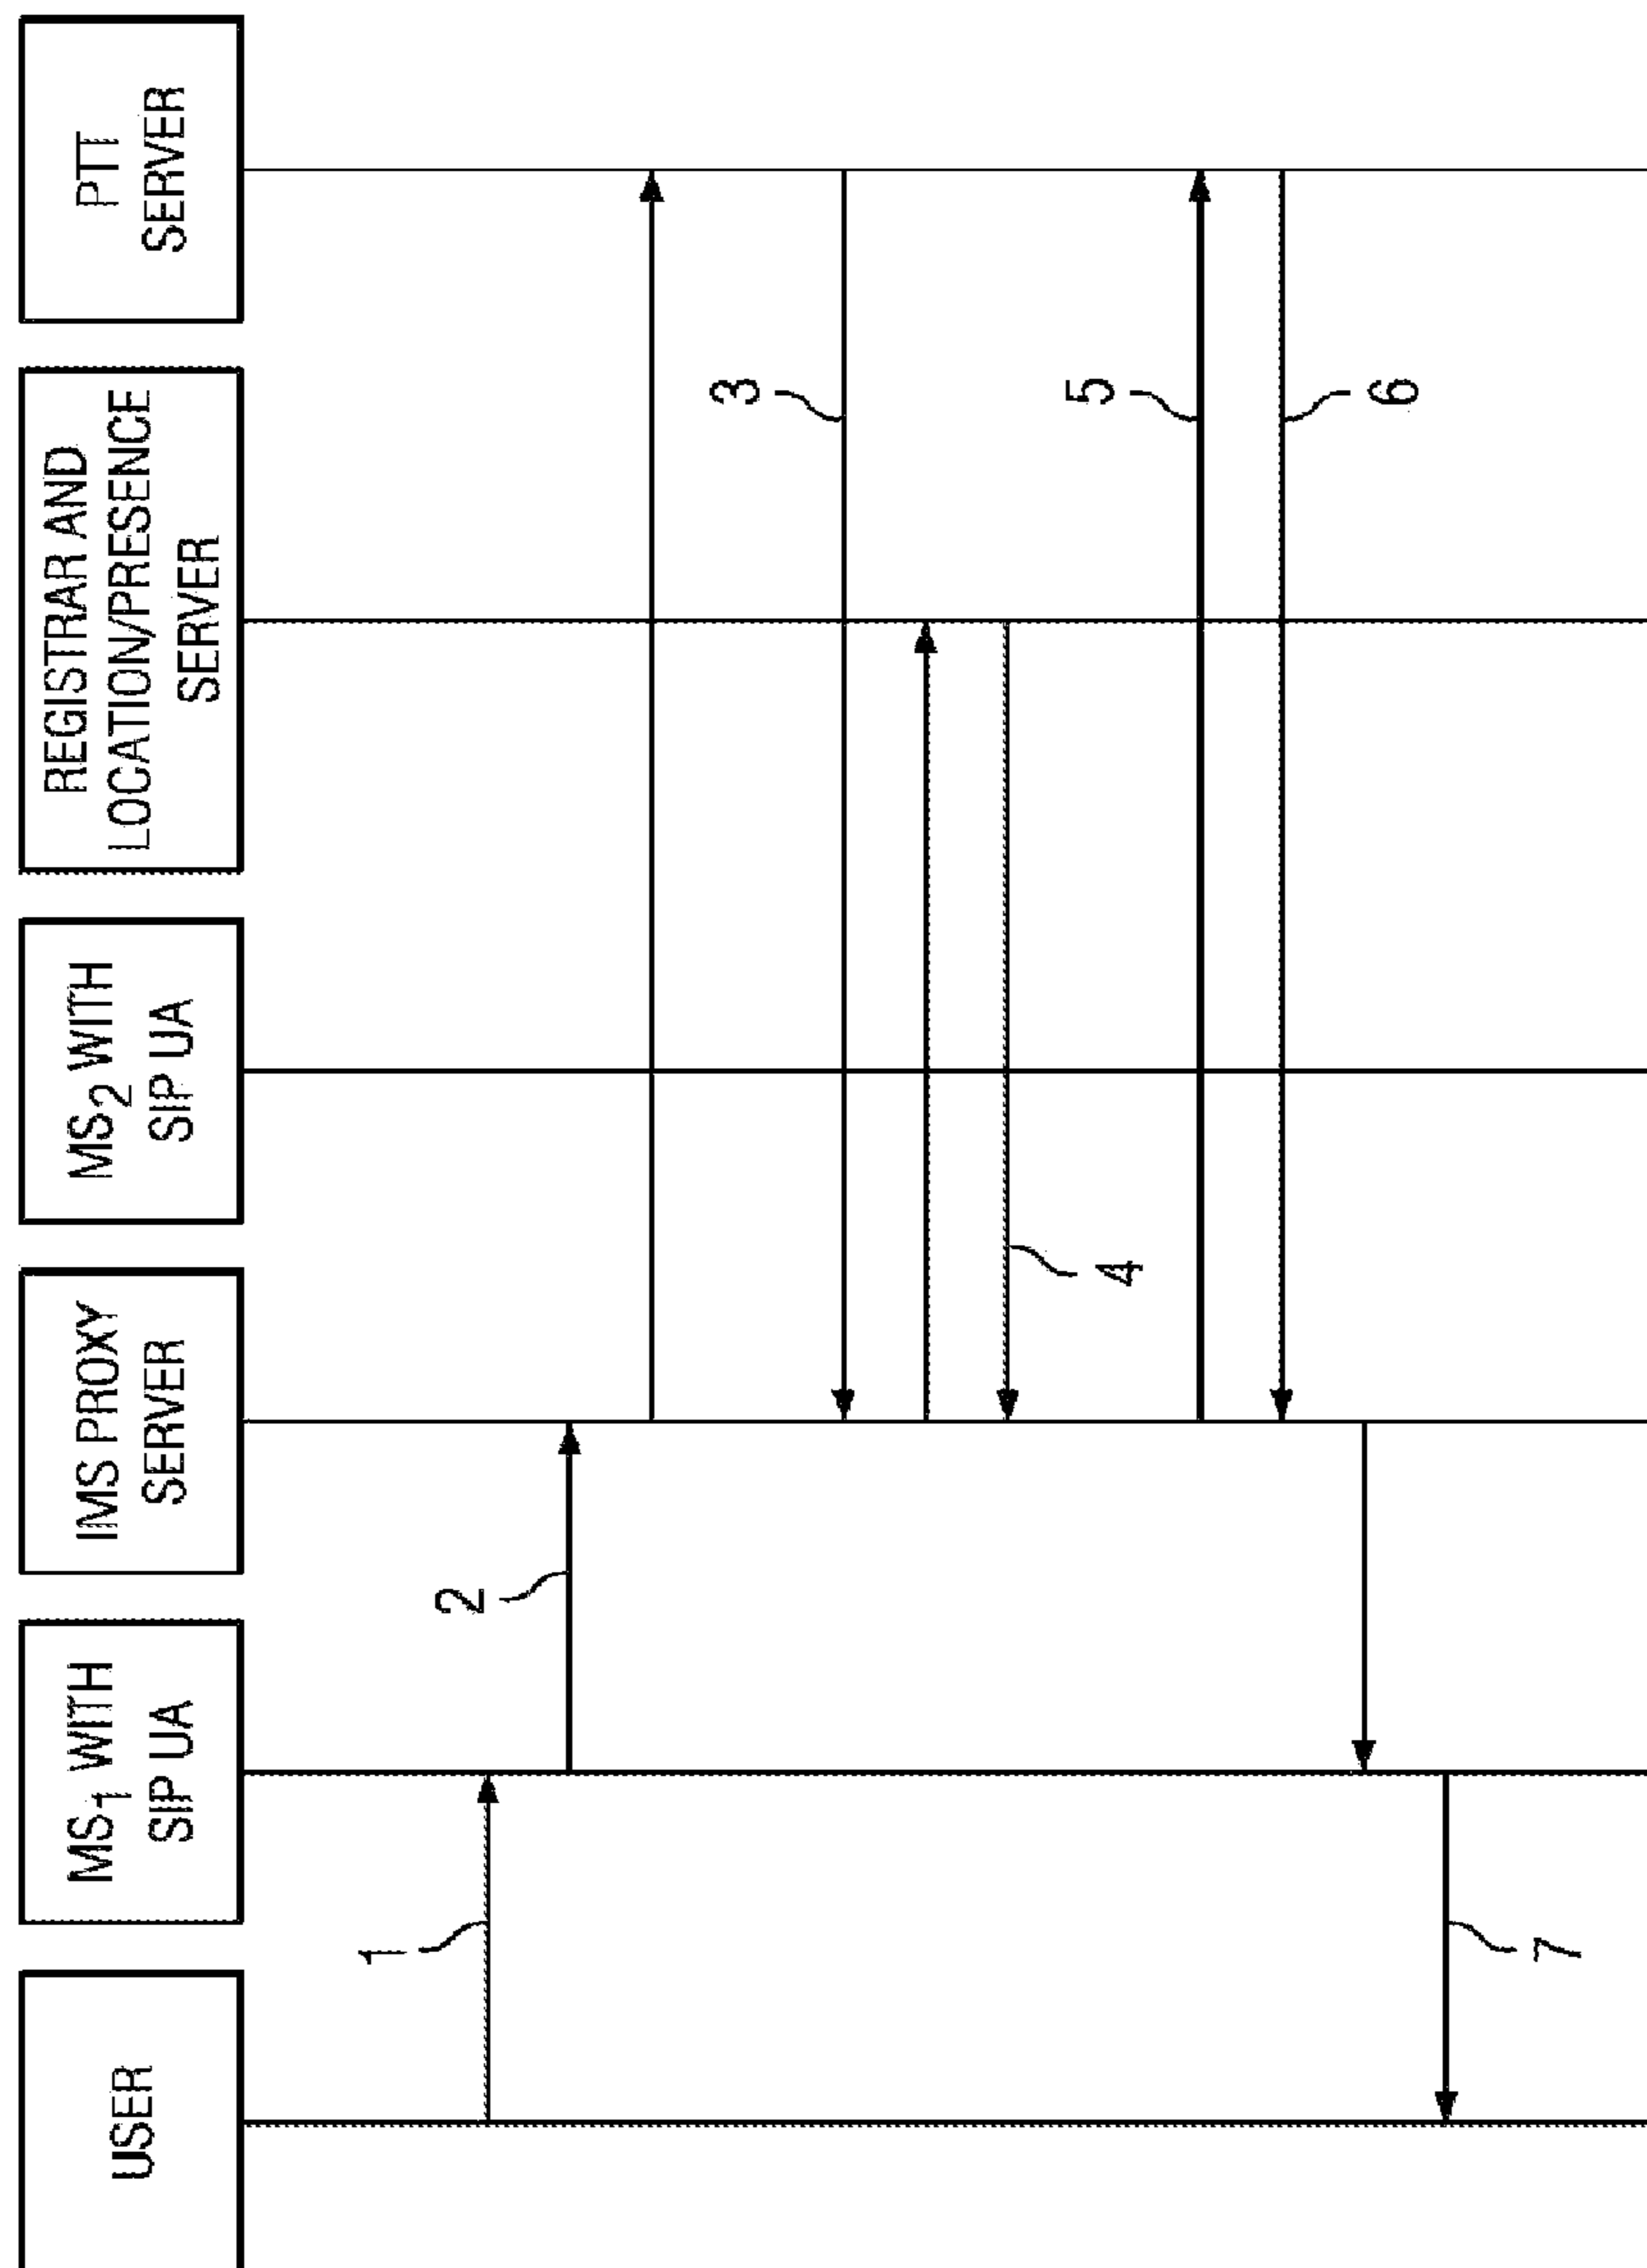 USER
MS1 WITH
SIP UA
IMS PROXY
SERVER
MS2 WITH
SIP UA
REGISTRAR AND
LOCATION/PRESENCE
SERVER
PTT
SERVER
1
2
3
4
5
6
7